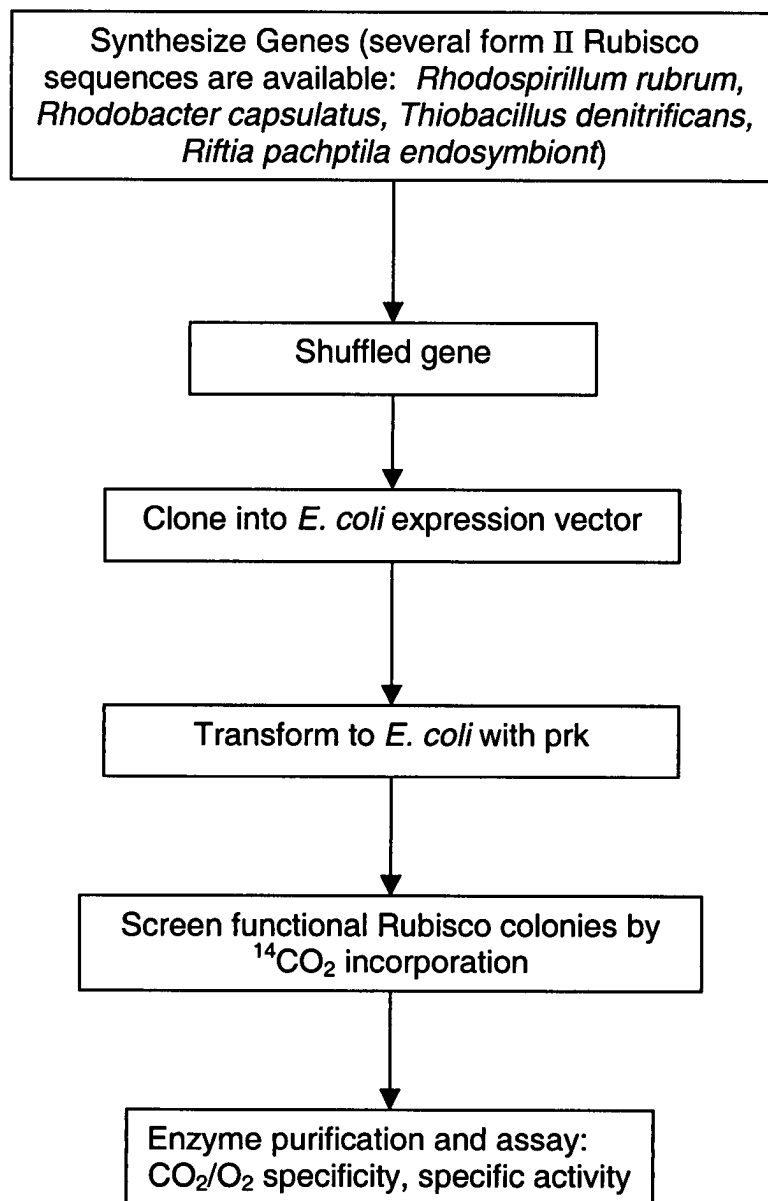 Synthesize Genes (several form II Rubisco
sequences are available: Rhodospirillum rubrum,
Rhodobacter capsulatus, Thiobacillus denitrificans,
Riftia pachptila endosymbiont)
Shuffled gene
Clone into E. coli expression vector
Transform to E. coli with prk
Screen functional Rubisco colonies by
¹⁴CO₂ incorporation
Enzyme purification and assay:
CO₂/O₂ specificity, specific activity